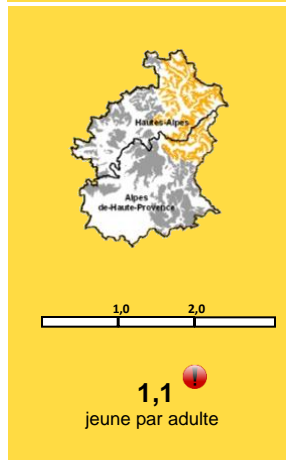 Hautes-Alpes
Alpes
de-Haute-Provence
1,0 2,0
1,1 !
jeune par adulte